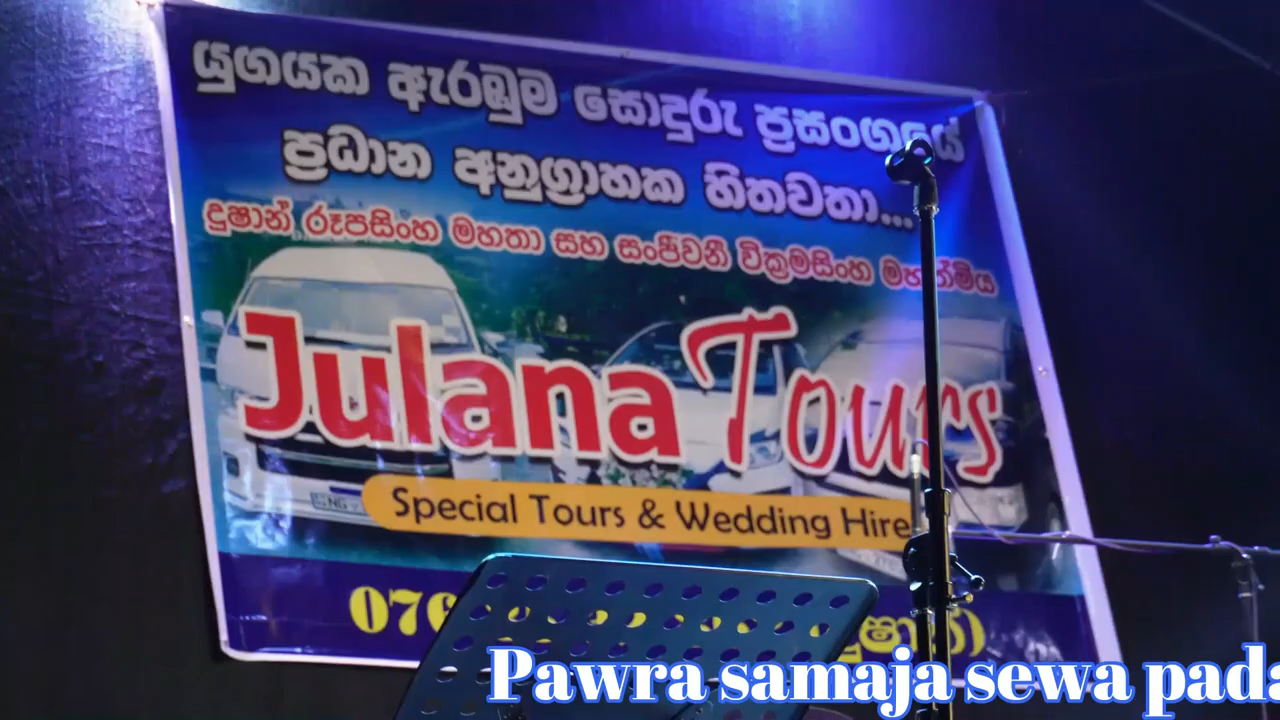 යුගයක ඇරඹුම සොදුරු ප්‍රසංගයේ
ප්‍රධාන අනුග්‍රාහක හිතවතා...
දුෂාන් රූපසිංහ මහතා සහ සංජීවනී වික්‍රමසිංහ මහත්මිය
Julana Tours
Special Tours & Wedding Hire
076
Pawra samaja sewa